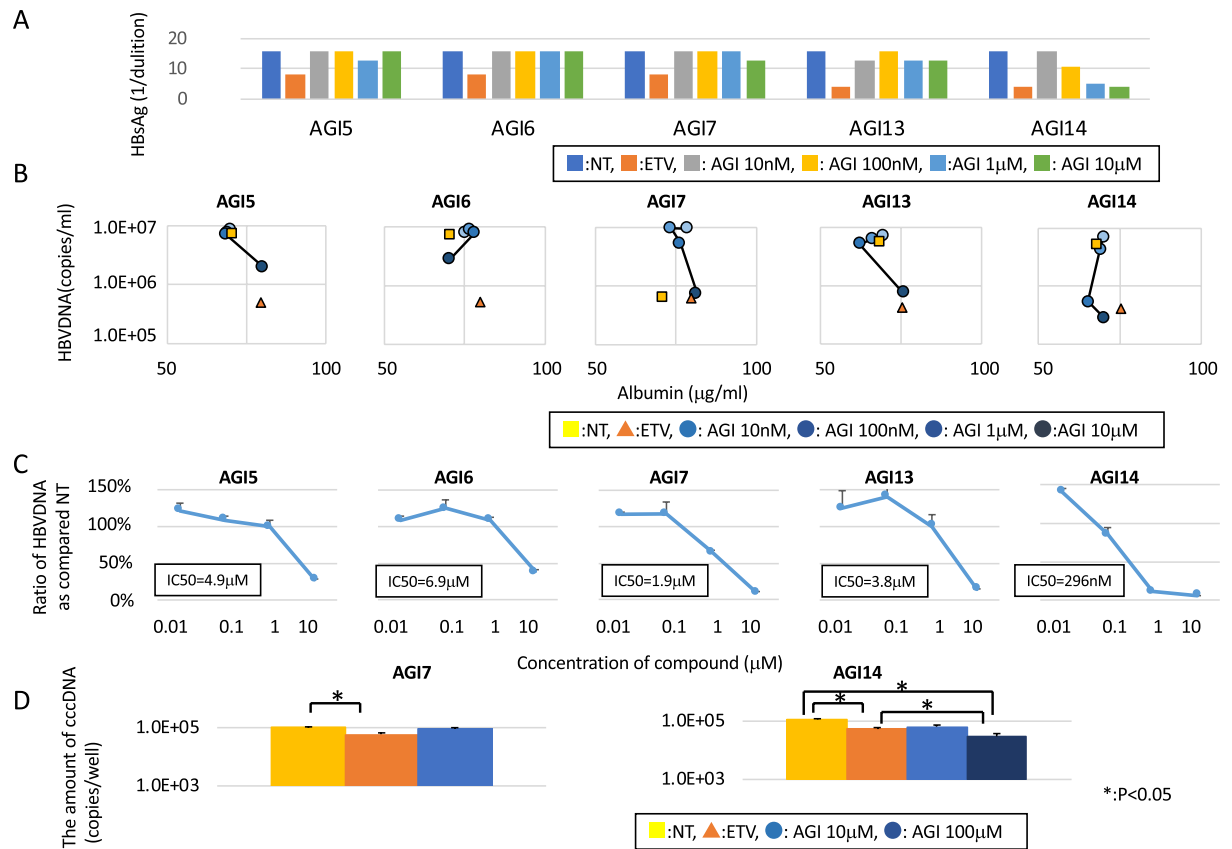 A
HBsAg (1/dulition)
20
10
0
AGI5 AGI6 AGI7 AGI13 AGI14
:NT, :ETV, : AGI 10nM, : AGI 100nM, :AGI 1μM, : AGI 10μM
B
HBVDNA(copies/ml)
AGI5 AGI6 AGI7 AGI13 AGI14
1.0E+07
1.0E+06
1.0E+05
50 100 50 100 50 100 50 100 50 100
Albumin (μg/ml)
:NT, :ETV, : AGI 10nM, : AGI 100nM, : AGI 1μM, :AGI 10μM
C
Ratio of HBVDNA
as compared NT
AGI5 AGI6 AGI7 AGI13 AGI14
150%
100%
50%
0%
IC50=4.9μM IC50=6.9μM IC50=1.9μM IC50=3.8μM IC50=296nM
0.01 0.1 1 10 0.01 0.1 1 10 0.01 0.1 1 10 0.01 0.1 1 10 0.01 0.1 1 10
Concentration of compound (μM)
D
The amount of cccDNA
(copies/well)
AGI7 AGI14
*
*
* *
1.0E+05 1.0E+05
1.0E+03 1.0E+03
*:P<0.05
:NT, :ETV, : AGI 10μM, : AGI 100μM